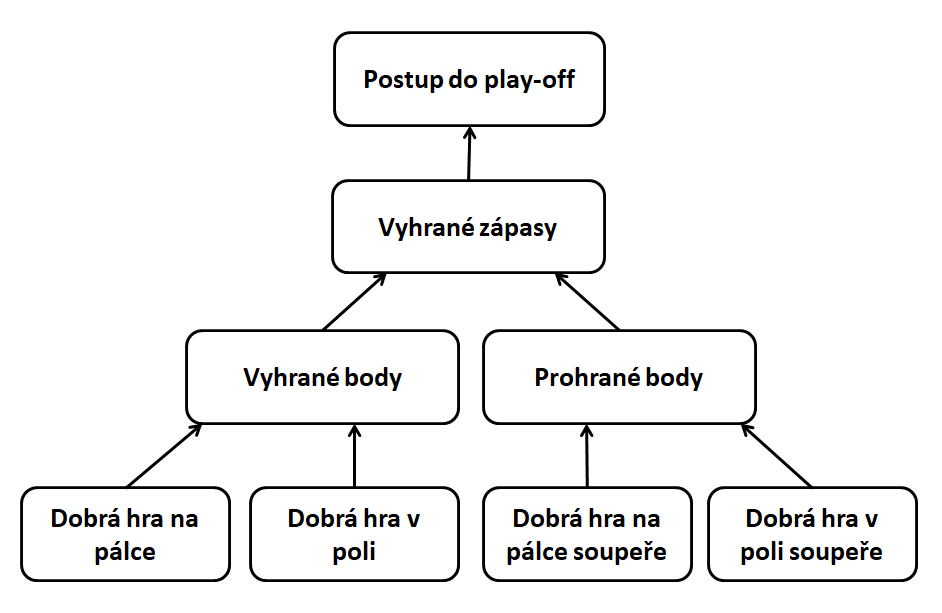 Postup do play-off
Vyhrané zápasy
Vyhrané body
Prohrané body
Dobrá hra na
pálce
Dobrá hra v
poli
Dobrá hra na
pálce soupeře
Dobrá hra v
poli soupeře